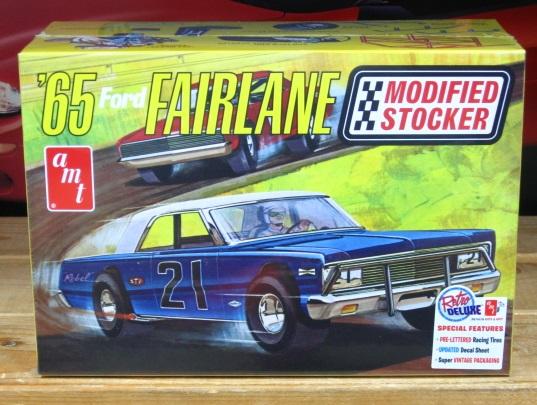 '65 Ford FAIRLANE
MODIFIED
STOCKER
amt
Rebel
STP
21
Retro
DELUXE
SPECIAL FEATURES
• PRE-LETTERED Racing Tires
• UPDATED Decal Sheet
• Super VINTAGE PACKAGING